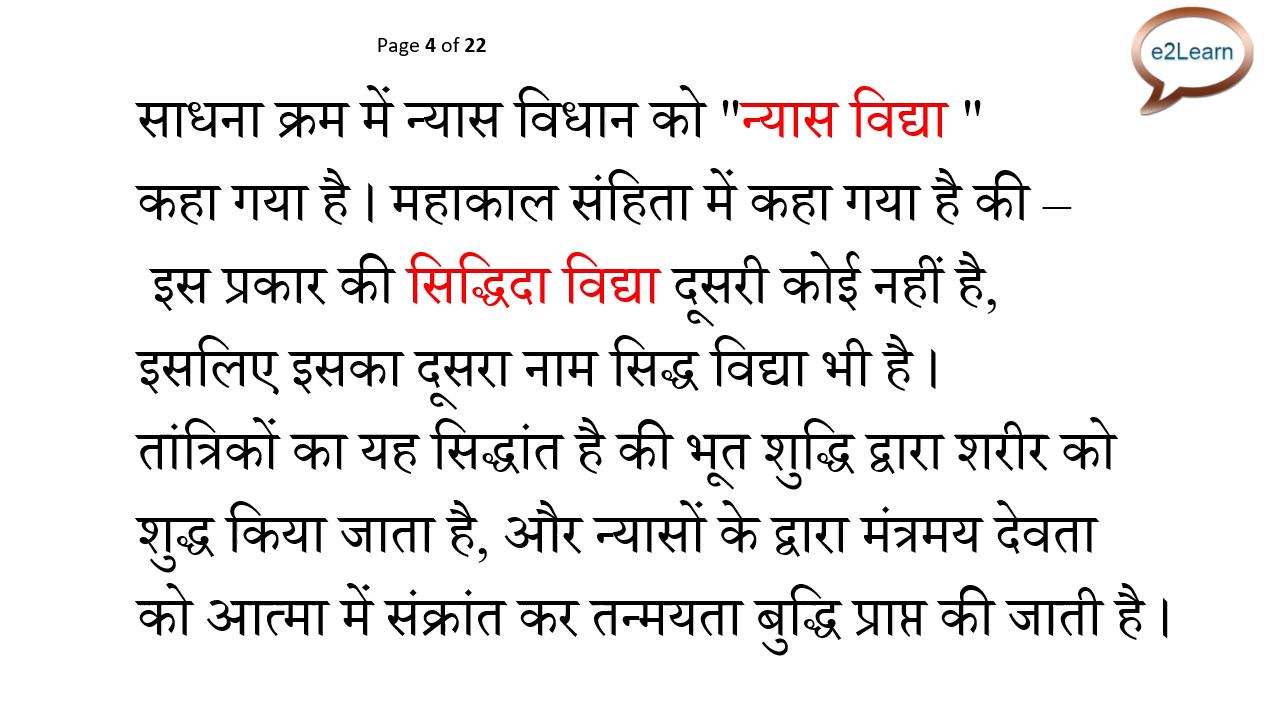 Page 4 of 22
e2Learn
साधना क्रम में न्यास विधान को "न्यास विद्या "
कहा गया है। महाकाल संहिता में कहा गया है की –
इस प्रकार की सिद्धिदा विद्या दूसरी कोई नहीं है,
इसलिए इसका दूसरा नाम सिद्ध विद्या भी है।
तांत्रिकों का यह सिद्धांत है की भूत शुद्धि द्वारा शरीर को
शुद्ध किया जाता है, और न्यासों के द्वारा मंत्रमय देवता
को आत्मा में संक्रांत कर तन्मयता बुद्धि प्राप्त की जाती है।